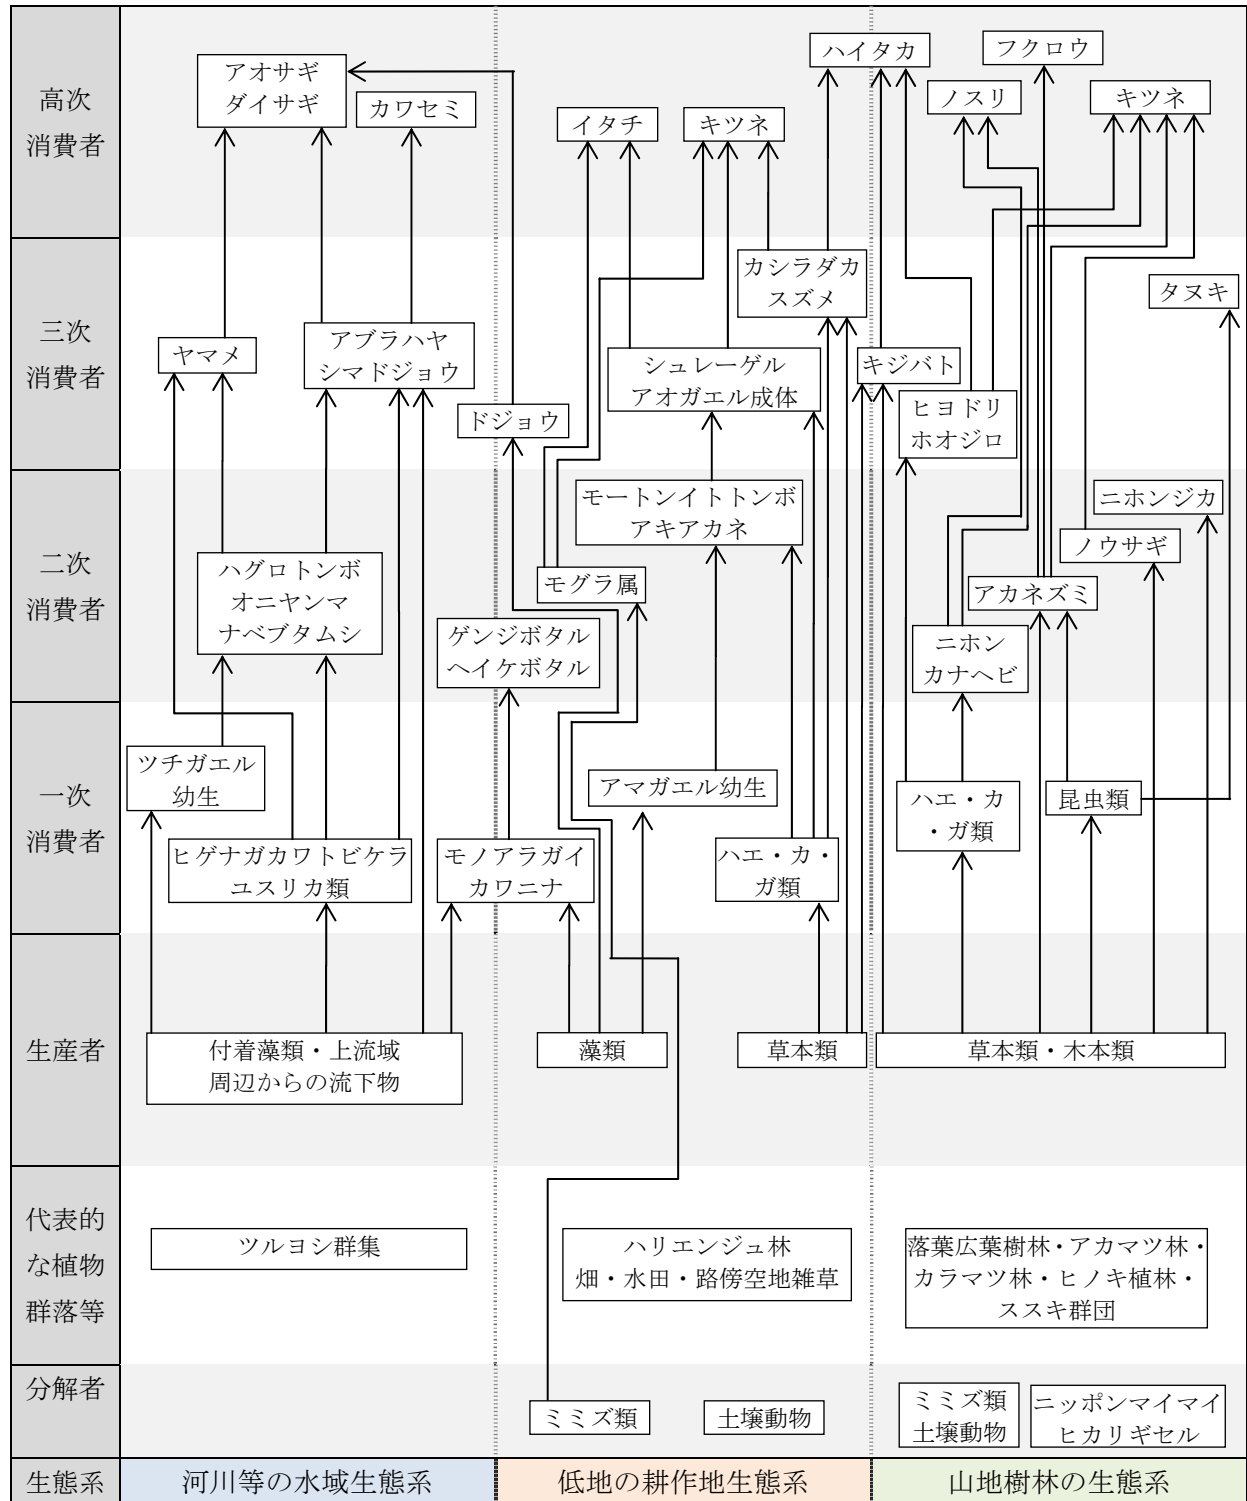 高次
消費者
アオサギ
ダイサギ
カワセミ
イタチ
キツネ
ハイタカ
フクロウ
ノスリ
キツネ
三次
消費者
ヤマメ
アブラハヤ
シマドジョウ
ドジョウ
シュレーゲル
アオガエル成体
カシラダカ
スズメ
キジバト
ヒヨドリ
ホオジロ
タヌキ
二次
消費者
ハグロトンボ
オニヤンマ
ナベブタムシ
ゲンジボタル
ヘイケボタル
モグラ属
モートンイトトンボ
アキアカネ
ニホンジカ
ノウサギ
アカネズミ
ニホン
カナヘビ
一次
消費者
ツチガエル
幼生
ヒゲナガカワトビケラ
ユスリカ類
モノアラガイ
カワニナ
アマガエル幼生
ハエ・カ・
ガ類
ハエ・カ
・ガ類
昆虫類
生産者
付着藻類・上流域
周辺からの流下物
藻類
草本類
草本類・木本類
代表的
な植物
群落等
ツルヨシ群集
ハリエンジュ林
畑・水田・路傍空地雑草
落葉広葉樹林・アカマツ林・
カラマツ林・ヒノキ植林・
ススキ群団
分解者
ミミズ類
土壌動物
ミミズ類
土壌動物
ニッポンマイマイ
ヒカリギセル
生態系
河川等の水域生態系
低地の耕作地生態系
山地樹林の生態系